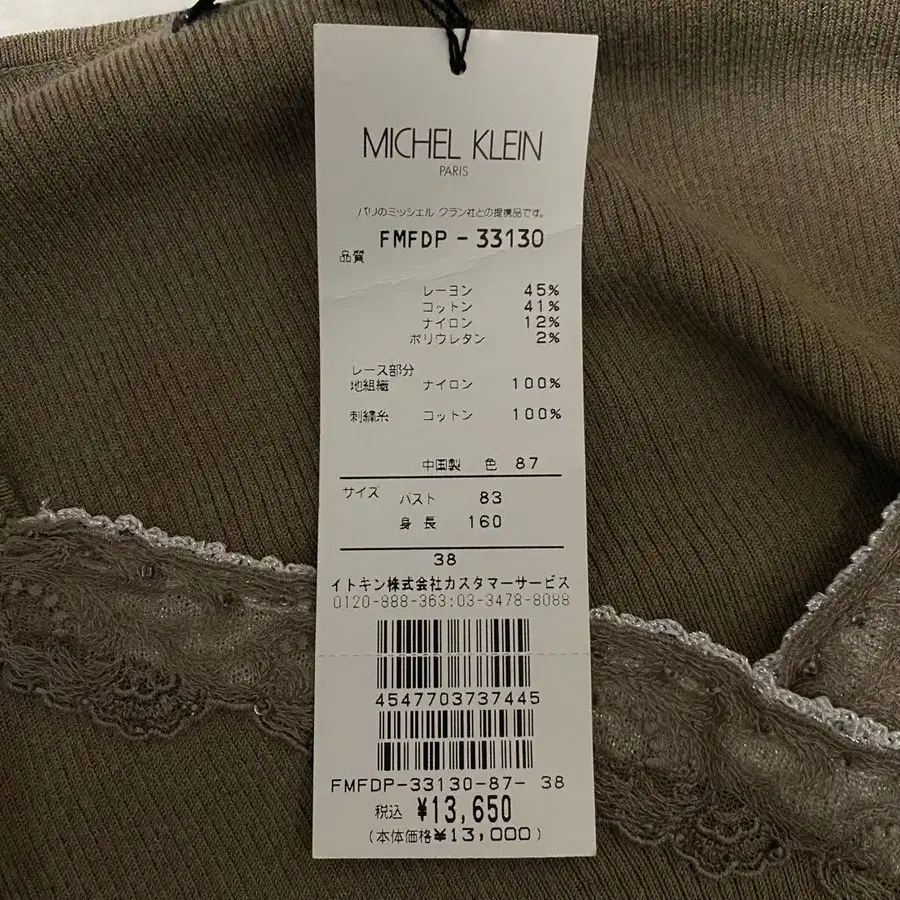 MICHEL KLEIN
PARIS
パリのミッシェル クラン社との提携品です。
FMFDP-33130
品質
レーヨン 45%
コットン 41%
ナイロン 12%
ポリウレタン 2%
レース部分
地組織 ナイロン 100%
刺繍糸 コットン 100%
中国製 色 87
サイズ バスト 83
身長 160
38
イトキン株式会社カスタマーサービス
0120-888-363:03-3478-8088
4547703737445
FMFDP-33130-87- 38
税込 ¥13,650
(本体価格¥13,000)